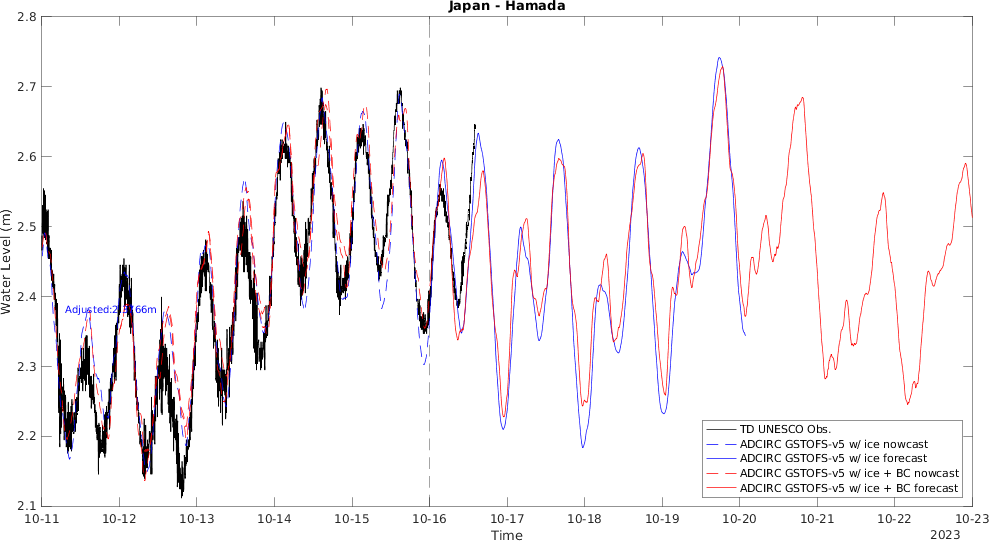 Japan - Hamada
2.8
2.7
2.6
2.5
2.4
2.3
2.2
2.1
Water Level (m)
TD UNESCO Obs.
ADCIRC GSTOFS-v5 w/ ice nowcast
ADCIRC GSTOFS-v5 w/ ice forecast
ADCIRC GSTOFS-v5 w/ ice + BC nowcast
ADCIRC GSTOFS-v5 w/ ice + BC forecast
10-11 10-12 10-13 10-14 10-15 10-16 10-17 10-18 10-19 10-20 10-21 10-22 10-23
Time
2023